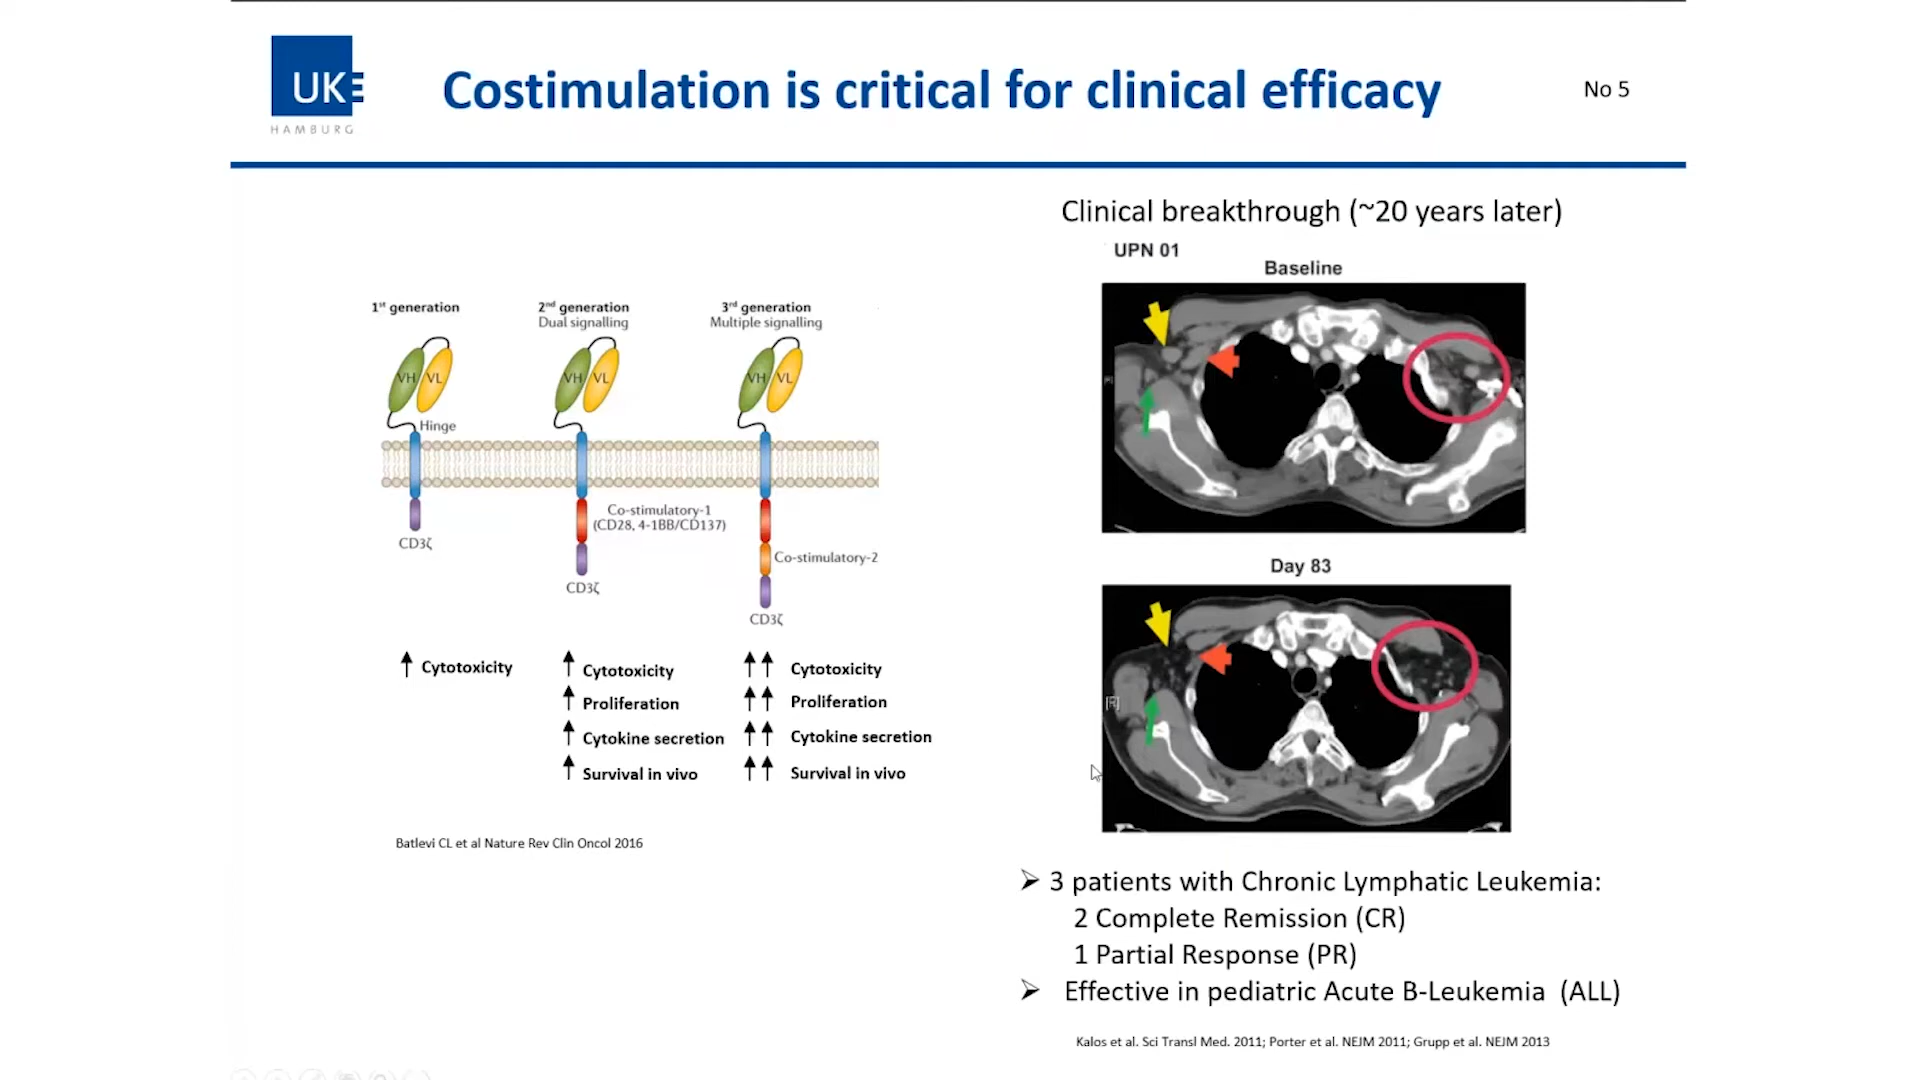 UKE
HAMBURG
Costimulation is critical for clinical efficacy
No 5
1st generation
2nd generation
Dual signalling
3rd generation
Multiple signalling
VH VL
VH VL
VH VL
Hinge
Co-stimulatory-1
(CD28, 4-1BB/CD137)
Co-stimulatory-2
CD3ζ
CD3ζ
CD3ζ
Cytotoxicity
Cytotoxicity
Proliferation
Cytokine secretion
Survival in vivo
Cytotoxicity
Proliferation
Cytokine secretion
Survival in vivo
Batlevi CL et al Nature Rev Clin Oncol 2016
Clinical breakthrough (~20 years later)
UPN 01
Baseline
Day 83
[R]
3 patients with Chronic Lymphatic Leukemia:
2 Complete Remission (CR)
1 Partial Response (PR)
Effective in pediatric Acute B-Leukemia (ALL)
Kalos et al. Sci Transl Med. 2011; Porter et al. NEJM 2011; Grupp et al. NEJM 2013